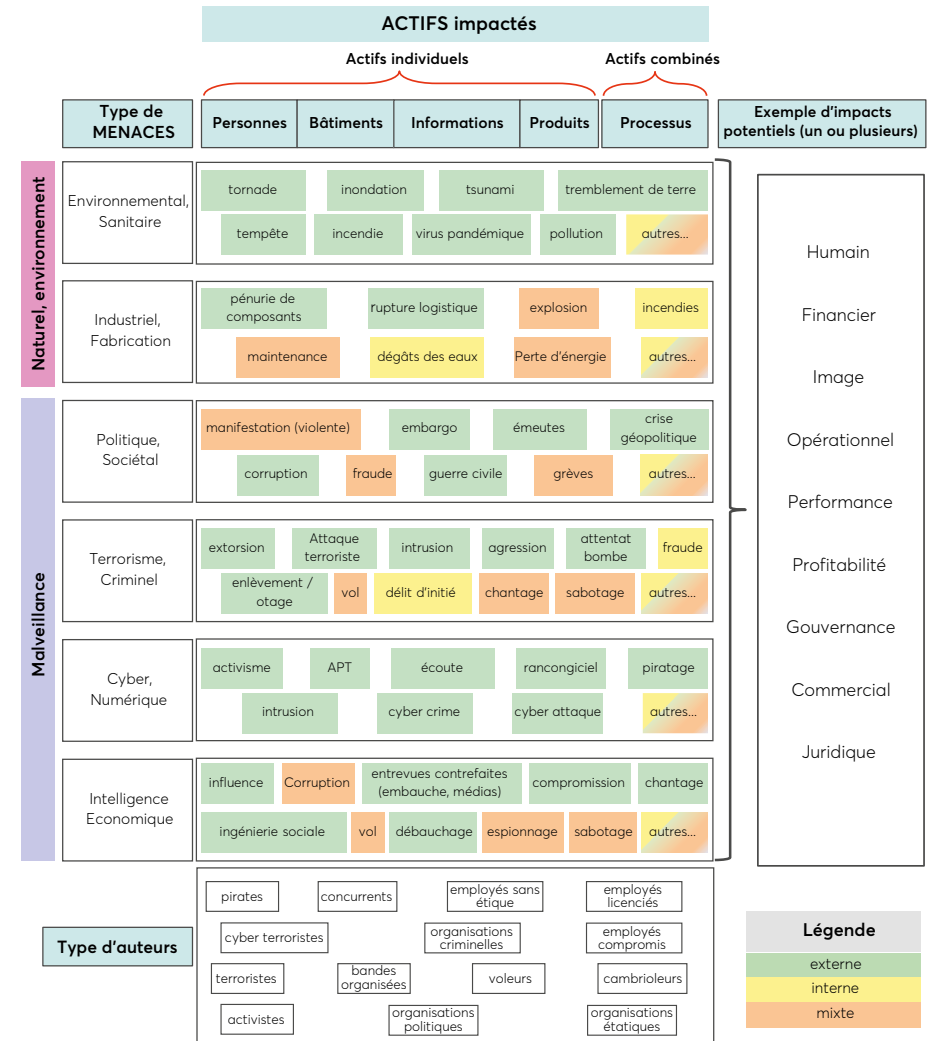 ACTIFS impactés
Actifs individuels
Actifs combinés
Type de
MENACES
Personnes
Bâtiments
Informations
Produits
Processus
Exemple d'impacts
potentiels (un ou plusieurs)
Naturel, environnement
Environnemental,
Sanitaire
tornade
inondation
tsunami
tremblement de terre
tempête
incendie
virus pandémique
pollution
autres...
Industriel,
Fabrication
pénurie de
composants
rupture logistique
explosion
incendies
maintenance
dégâts des eaux
Perte d'énergie
autres...
Malveillance
Politique,
Sociétal
manifestation (violente)
embargo
émeutes
crise
géopolitique
corruption
fraude
guerre civile
grèves
autres...
Terrorisme,
Criminel
extorsion
Attaque
terroriste
intrusion
agression
attentat
bombe
fraude
enlèvement /
otage
vol
délit d'initié
chantage
sabotage
autres...
Cyber,
Numérique
activisme
APT
écoute
rancongiciel
piratage
intrusion
cyber crime
cyber attaque
autres...
Intelligence
Economique
influence
Corruption
entrevues contrefaites
(embauche, médias)
compromission
chantage
ingénierie sociale
vol
débauchage
espionnage
sabotage
autres...
Humain
Financier
Image
Opérationnel
Performance
Profitabilité
Gouvernance
Commercial
Juridique
Type d'auteurs
pirates
concurrents
employés sans
étique
employés
licenciés
cyber terroristes
organisations
criminelles
employés
compromis
terroristes
bandes
organisées
voleurs
cambrioleurs
activistes
organisations
politiques
organisations
étatiques
Légende
externe
interne
mixte